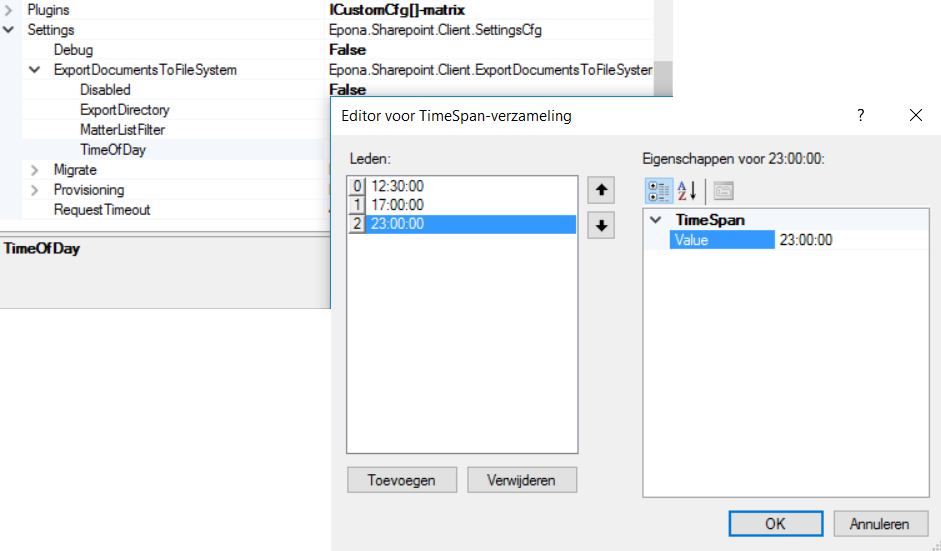 Plugins ICustomCfg[]-matrix
Settings Epona.Sharepoint.Client.SettingsCfg
Debug False
ExportDocumentsToFileSystem Epona.Sharepoint.Client.ExportDocumentsToFileSyster
Disabled False
ExportDirectory
MatterListFilter
TimeOfDay
Migrate
Provisioning
RequestTimeout
TimeOfDay
Editor voor TimeSpan-verzameling
Leden:
0 12:30:00
1 17:00:00
2 23:00:00
Toevoegen Verwijderen
Eigenschappen voor 23:00:00:
TimeSpan
Value 23:00:00
OK Annuleren